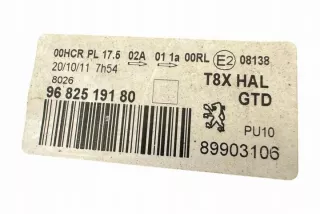 00HCR PL 17.5 02A 01 1a 00RL E2 08138
20/10/11 7h54
8026
T8X HAL
96 825 191 80
GTD
PU10
89903106